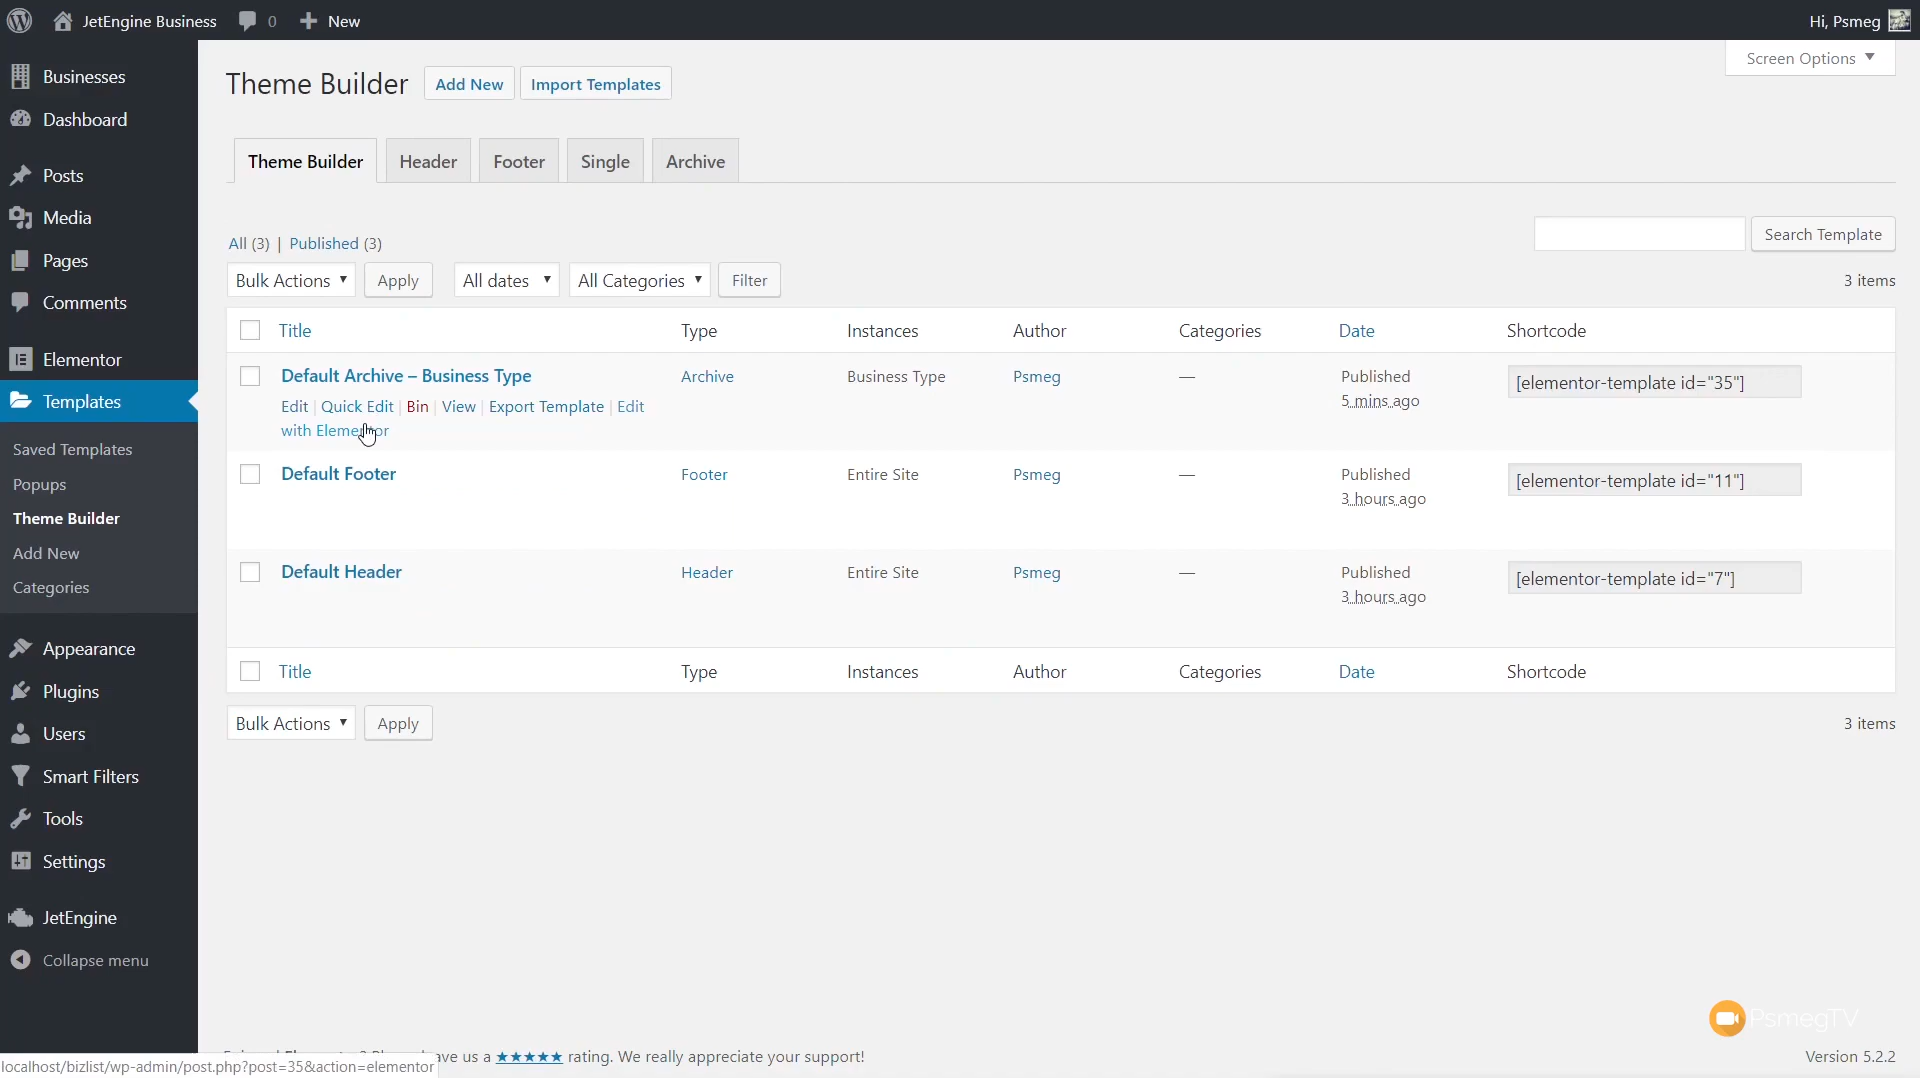 JetEngine Business 0 New Hi, Psmeg
Screen Options
Businesses
Dashboard
Posts
Media
Pages
Comments
Elementor
Templates
Saved Templates
Popups
Theme Builder
Add New
Categories
Appearance
Plugins
Users
Smart Filters
Tools
Settings
JetEngine
Collapse menu
Theme Builder Add New Import Templates
Theme Builder Header Footer Single Archive
All (3) | Published (3)
Search Template
Bulk Actions Apply All dates All Categories Filter 3 items
Title Type Instances Author Categories Date Shortcode
Default Archive – Business Type Archive Business Type Psmeg — Published [elementor-template id="35"]
5 mins ago
Edit | Quick Edit | Bin | View | Export Template | Edit
with Elementor
Default Footer Footer Entire Site Psmeg — Published [elementor-template id="11"]
3 hours ago
Default Header Header Entire Site Psmeg — Published [elementor-template id="7"]
3 hours ago
Title Type Instances Author Categories Date Shortcode
Bulk Actions Apply 3 items
PsmegTV
us a ★★★★★ rating. We really appreciate your support! Version 5.2.2
localhost/bizlist/wp-admin/post.php?post=35&action=elementor